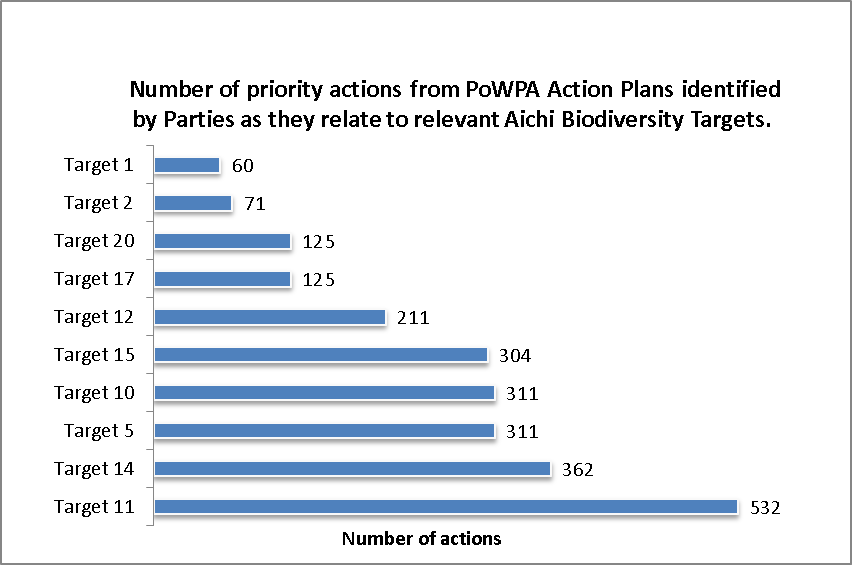 Number of priority actions from PoWPA Action Plans identified
by Parties as they relate to relevant Aichi Biodiversity Targets.
Target 1 60
Target 2 71
Target 20 125
Target 17 125
Target 12 211
Target 15 304
Target 10 311
Target 5 311
Target 14 362
Target 11 532
Number of actions